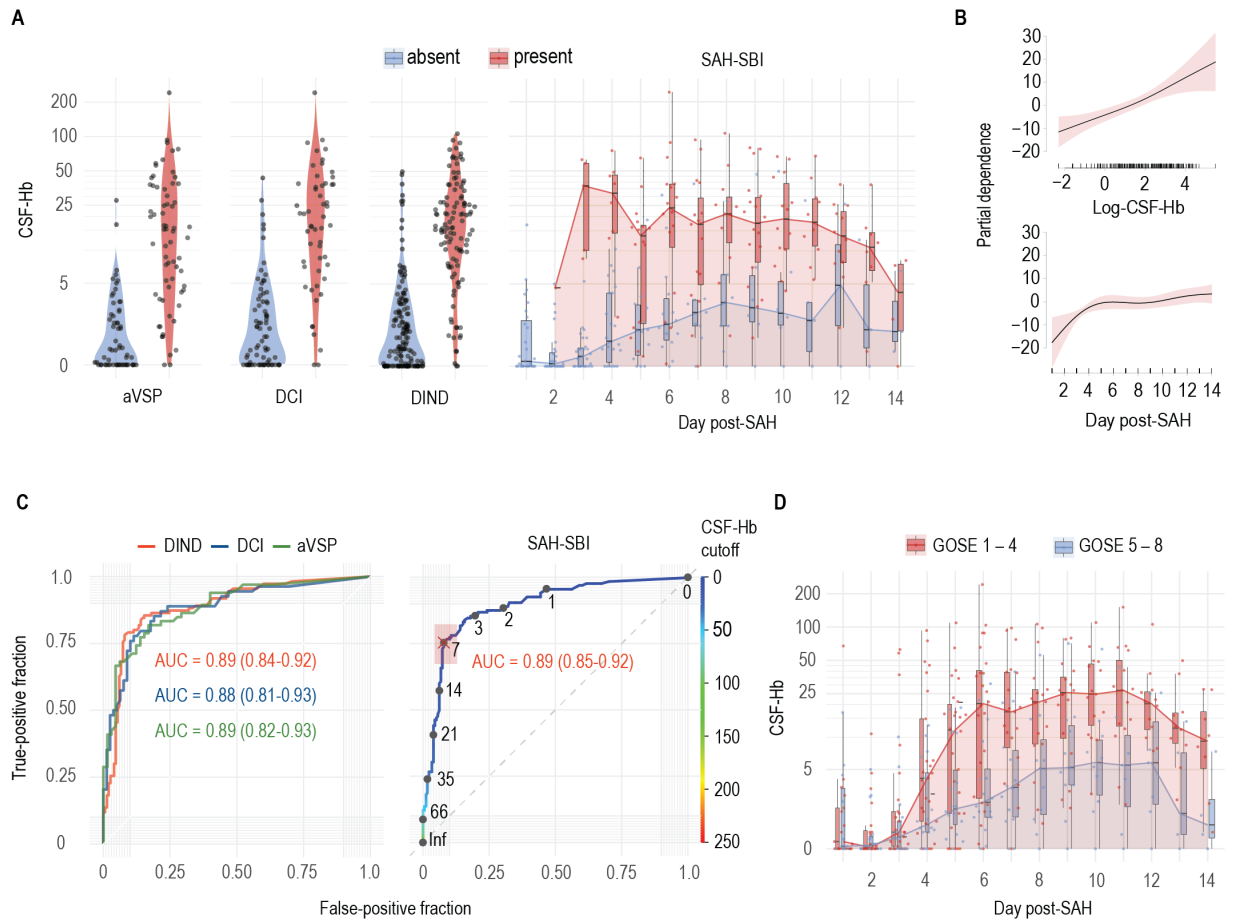 A
absent
present
SAH-SBI
CSF-Hb
200
100
50
25
5
0
aVSP
DCI
DIND
2
4
6
8
10
12
14
Day post-SAH
B
Partial dependence
30
20
10
0
−10
−20
−2
0
2
4
Log-CSF-Hb
30
20
10
0
−10
−20
2
4
6
8
10
12
14
Day post-SAH
C
DIND
DCI
aVSP
True-positive fraction
1.0
0.75
0.50
0.25
0
AUC = 0.89 (0.84-0.92)
AUC = 0.88 (0.81-0.93)
AUC = 0.89 (0.82-0.93)
0
0.25
0.50
0.75
1.0
SAH-SBI
0
1
2
3
7
14
21
35
66
Inf
AUC = 0.89 (0.85-0.92)
0
0.25
0.50
0.75
1.0
False-positive fraction
CSF-Hb
cutoff
0
50
100
150
200
250
D
GOSE 1 – 4
GOSE 5 – 8
CSF-Hb
200
100
50
25
5
0
2
4
6
8
10
12
14
Day post-SAH